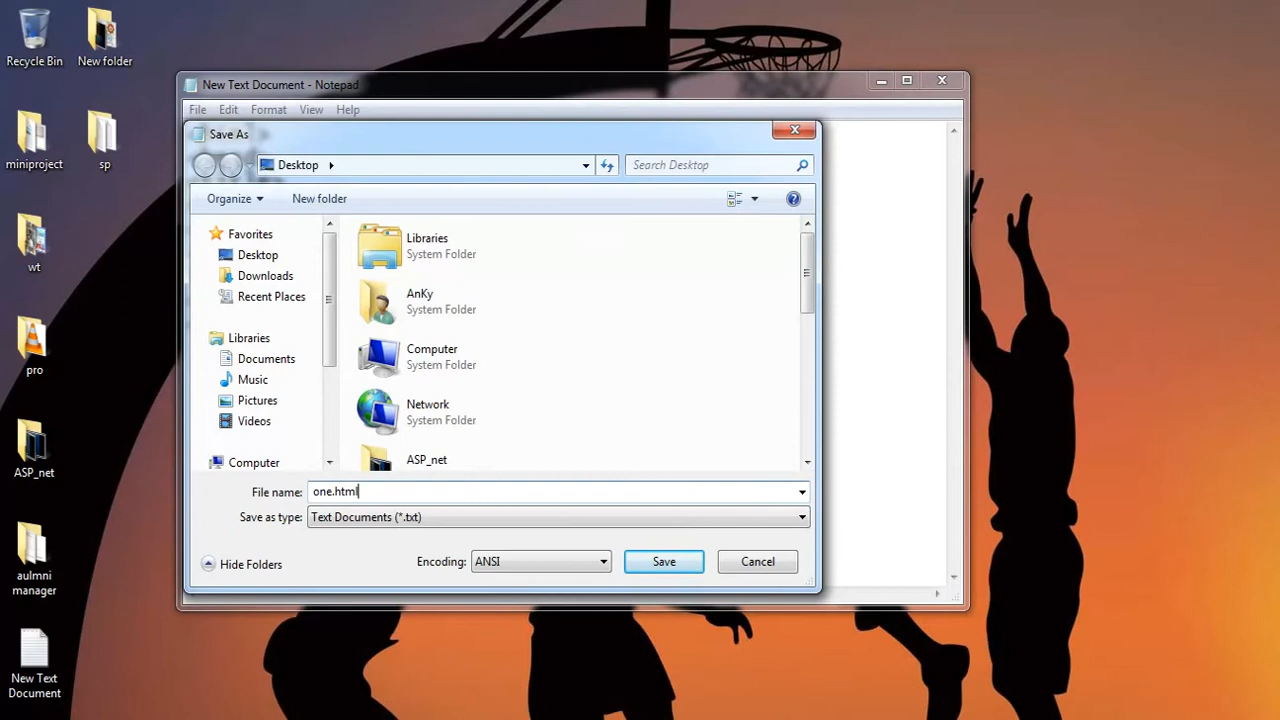 Recycle Bin
New folder
miniproject
sp
wt
pro
ASP_net
aulmni
manager
New Text
Document
New Text Document - Notepad
File Edit Format View Help
Save As
Desktop
Search Desktop
Organize
New folder
Favorites
Desktop
Downloads
Recent Places
Libraries
Documents
Music
Pictures
Videos
Computer
Libraries
System Folder
AnKy
System Folder
Computer
System Folder
Network
System Folder
ASP_net
File name: one.html
Save as type: Text Documents (*.txt)
Hide Folders
Encoding: ANSI
Save
Cancel